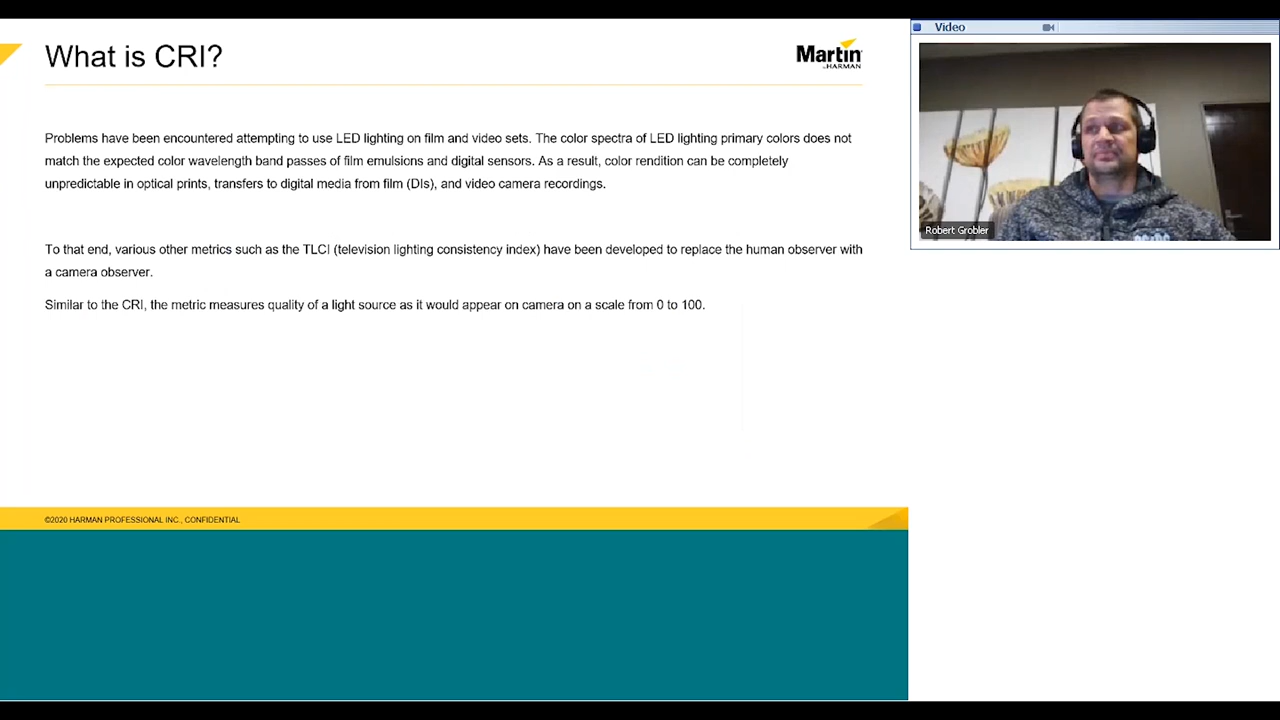 What is CRI?
Martin
by HARMAN
Problems have been encountered attempting to use LED lighting on film and video sets. The color spectra of LED lighting primary colors does not
match the expected color wavelength band passes of film emulsions and digital sensors. As a result, color rendition can be completely
unpredictable in optical prints, transfers to digital media from film (DIs), and video camera recordings.
To that end, various other metrics such as the TLCI (television lighting consistency index) have been developed to replace the human observer with
a camera observer.
Similar to the CRI, the metric measures quality of a light source as it would appear on camera on a scale from 0 to 100.
©2020 HARMAN PROFESSIONAL INC., CONFIDENTIAL
Video
Robert Grobler